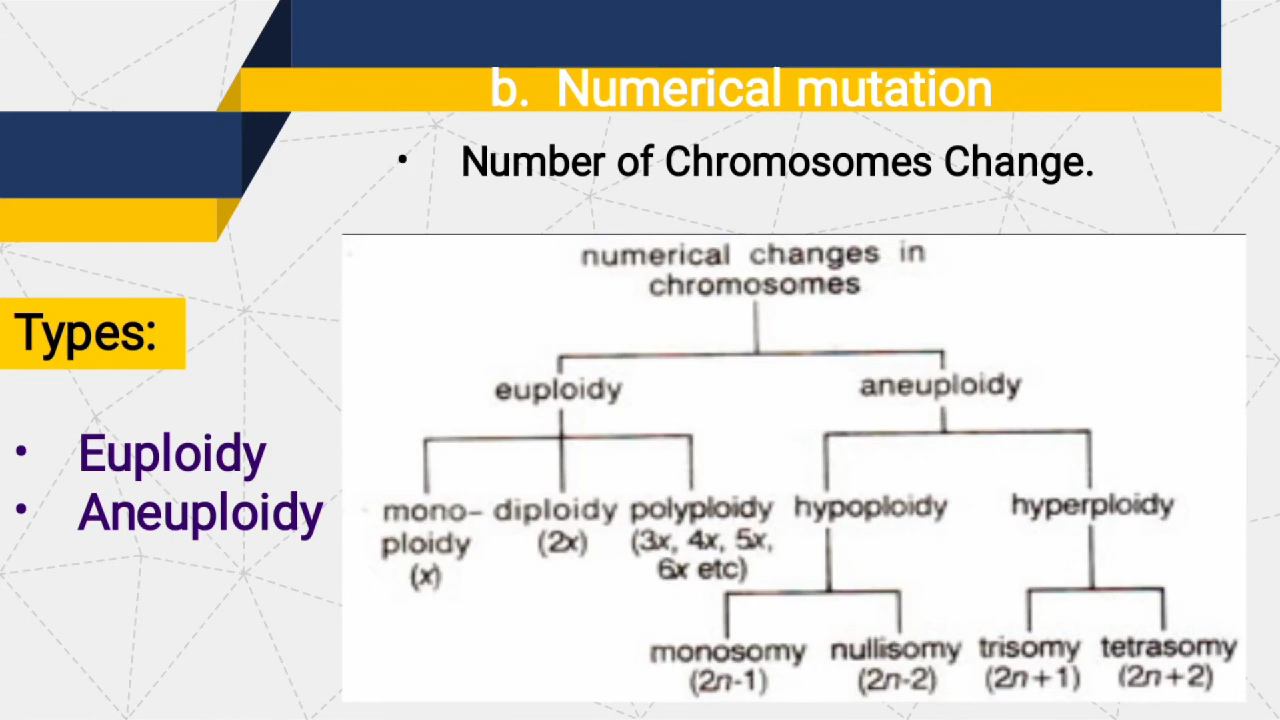 b. Numerical mutation
• Number of Chromosomes Change.
Types:
• Euploidy
• Aneuploidy
numerical changes in
chromosomes
euploidy
aneuploidy
mono-
ploidy
(x)
diploidy
(2x)
polyploidy
(3x, 4x, 5x,
6x etc)
hypoploidy
hyperploidy
monosomy
(2n-1)
nullisomy
(2n-2)
trisomy
(2n+1)
tetrasomy
(2n+2)